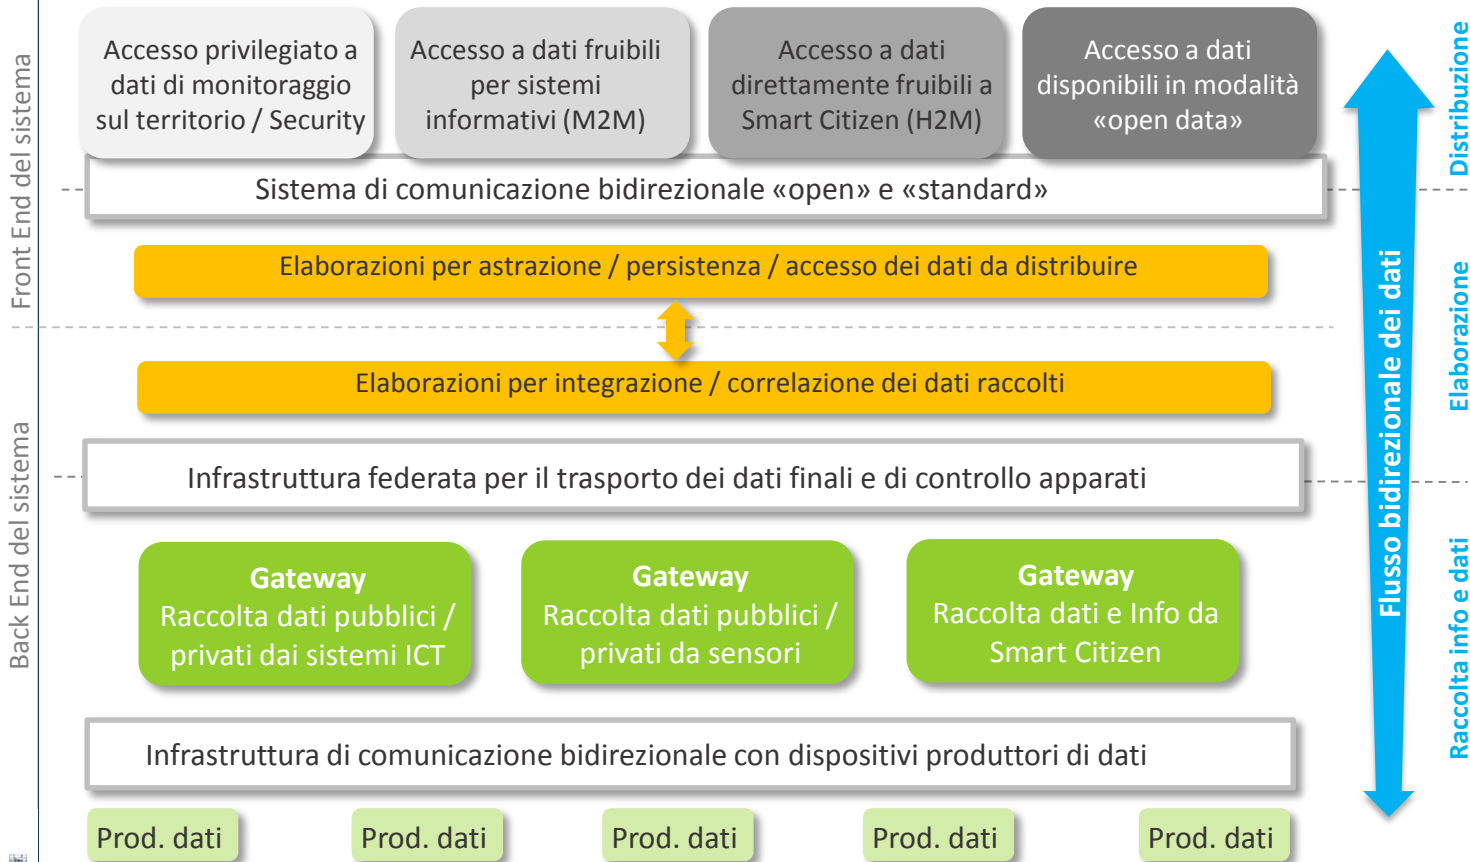 Accesso privilegiato a
dati di monitoraggio
sul territorio / Security
Accesso a dati fruibili
per sistemi
informativi (M2M)
Accesso a dati
direttamente fruibili a
Smart Citizen (H2M)
Accesso a dati
disponibili in modalità
«open data»
Distribuzione
Front End del sistema
Sistema di comunicazione bidirezionale «open» e «standard»
Elaborazioni per astrazione / persistenza / accesso dei dati da distribuire
Elaborazione
Flusso bidirezionale dei dati
Elaborazioni per integrazione / correlazione dei dati raccolti
Back End del sistema
Infrastruttura federata per il trasporto dei dati finali e di controllo apparati
Gateway
Raccolta dati pubblici /
privati dai sistemi ICT
Gateway
Raccolta dati pubblici /
privati da sensori
Gateway
Raccolta dati e Info da
Smart Citizen
Raccolta info e dati
Infrastruttura di comunicazione bidirezionale con dispositivi produttori di dati
Prod. dati
Prod. dati
Prod. dati
Prod. dati
Prod. dati